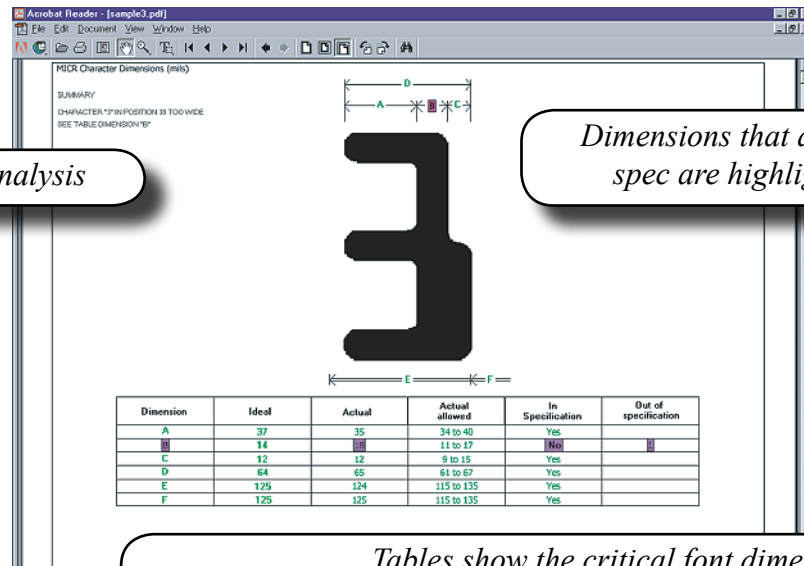 Acrobat Reader - [sample3.pdf]
File Edit Document View Window Help
MICR Character Dimensions (mils)
SUMMARY
CHARACTER "3" IN POSITION 38 TOO WIDE
SEE TABLE DIMENSION "B"
D
A B C
nalysis
Dimensions that
spec are
E F
Dimension Ideal Actual Actual allowed In Specification Out of specification
A 37 35 34 to 40 Yes
B 14 18 11 to 17 No 1
C 12 12 9 to 15 Yes
D 64 65 61 to 67 Yes
E 125 124 115 to 135 Yes
F 125 125 115 to 135 Yes
Tables show the critical font dime